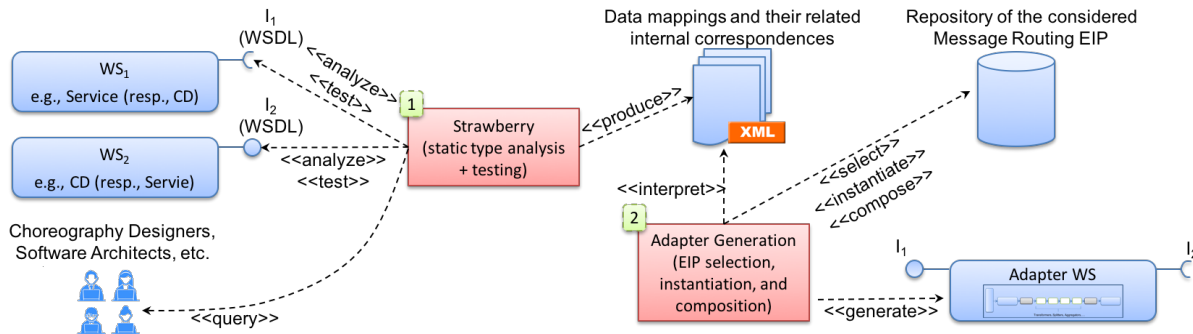 I1
(WSDL)
WS1
e.g., Service (resp., CD)
<<analyze>>
<<test>>
I2
(WSDL)
WS2
e.g., CD (resp., Servie)
<<analyze>>
<<test>>
1
Strawberry
(static type analysis
+ testing)
<<produce>>
Data mappings and their related
internal correspondences
XML
Repository of the considered
Message Routing EIP
<<interpret>>
<<select>>
<<instantiate>>
<<compose>>
2
Adapter Generation
(EIP selection,
instantiation, and
composition)
<<generate>>
I1
Adapter WS
I2
Choreography Designers,
Software Architects, etc.
<<query>>